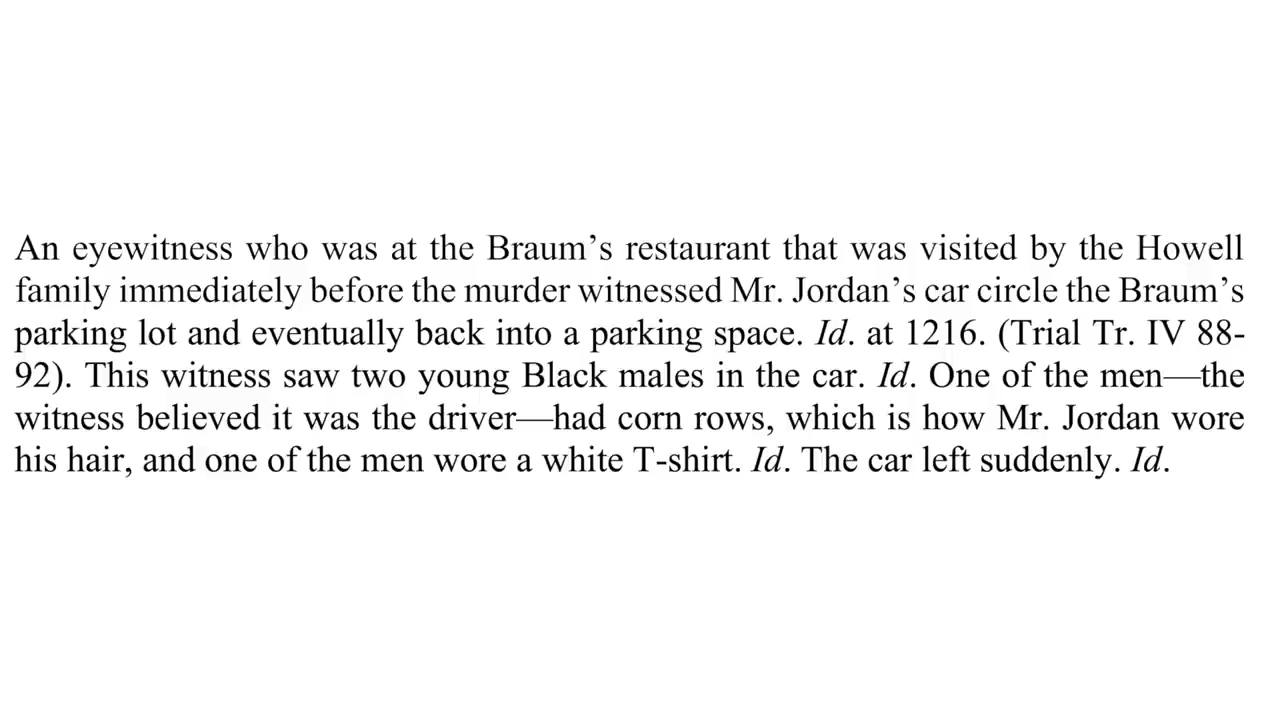 An eyewitness who was at the Braum’s restaurant that was visited by the Howell
family immediately before the murder witnessed Mr. Jordan’s car circle the Braum’s
parking lot and eventually back into a parking space. Id. at 1216. (Trial Tr. IV 88-
92). This witness saw two young Black males in the car. Id. One of the men—the
witness believed it was the driver—had corn rows, which is how Mr. Jordan wore
his hair, and one of the men wore a white T-shirt. Id. The car left suddenly. Id.